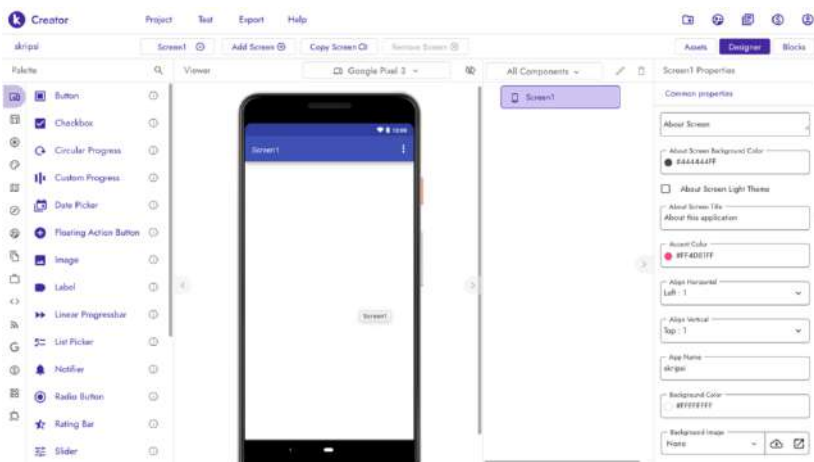 Creator Project Test Export Help
skripsi Screen1 Add Screen Copy Screen Remove Screen Assets Designer Blocks
Palette Viewer Google Pixel 3 All Components Screen1 Properties
Button
Checkbox
Circular Progress
Custom Progress
Date Picker
Floating Action Button
Image
Label
Linear Progressbar
List Picker
Notifier
Radio Button
Rating Bar
Slider
Screen1
Screen1
Screen1
Common properties
About Screen
About Screen Background Color
#444444FF
About Screen Light Theme
About Screen Title
About this application
Accent Color
#FF4081FF
Align Horizontal
Left : 1
Align Vertical
Top : 1
App Name
skripsi
Background Color
#FFFFFFFF
Background Image
None